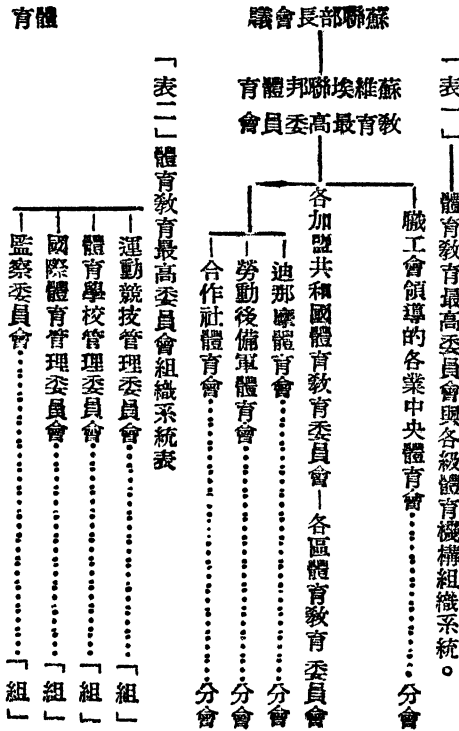 「表一」——體育教育最高委員會與各級體育機構組織系統。
蘇聯部長會議
蘇維埃聯邦體育
教育最高委員會
職工會領導的各業中央體育會………………分會
各加盟共和國體育教育委員會—各區體育教育委員會
迪那摩體育會………………分會
勞動後備軍體育會………………分會
合作社體育會………………分會
「表二」體育教育最高委員會組織系統表
體育
運動競技管理委員會………………「組」
體育學校管理委員會………………「組」
國際體育管理委員會………………「組」
監察委員會………………「組」